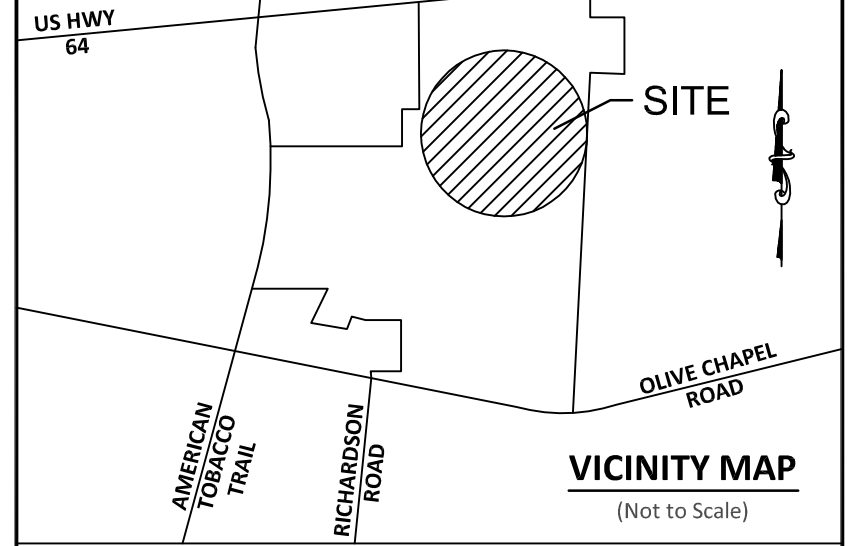 US HWY
64
SITE
OLIVE CHAPEL
ROAD
AMERICAN
TOBACCO
TRAIL
RICHARDSON
ROAD
VICINITY MAP
(Not to Scale)